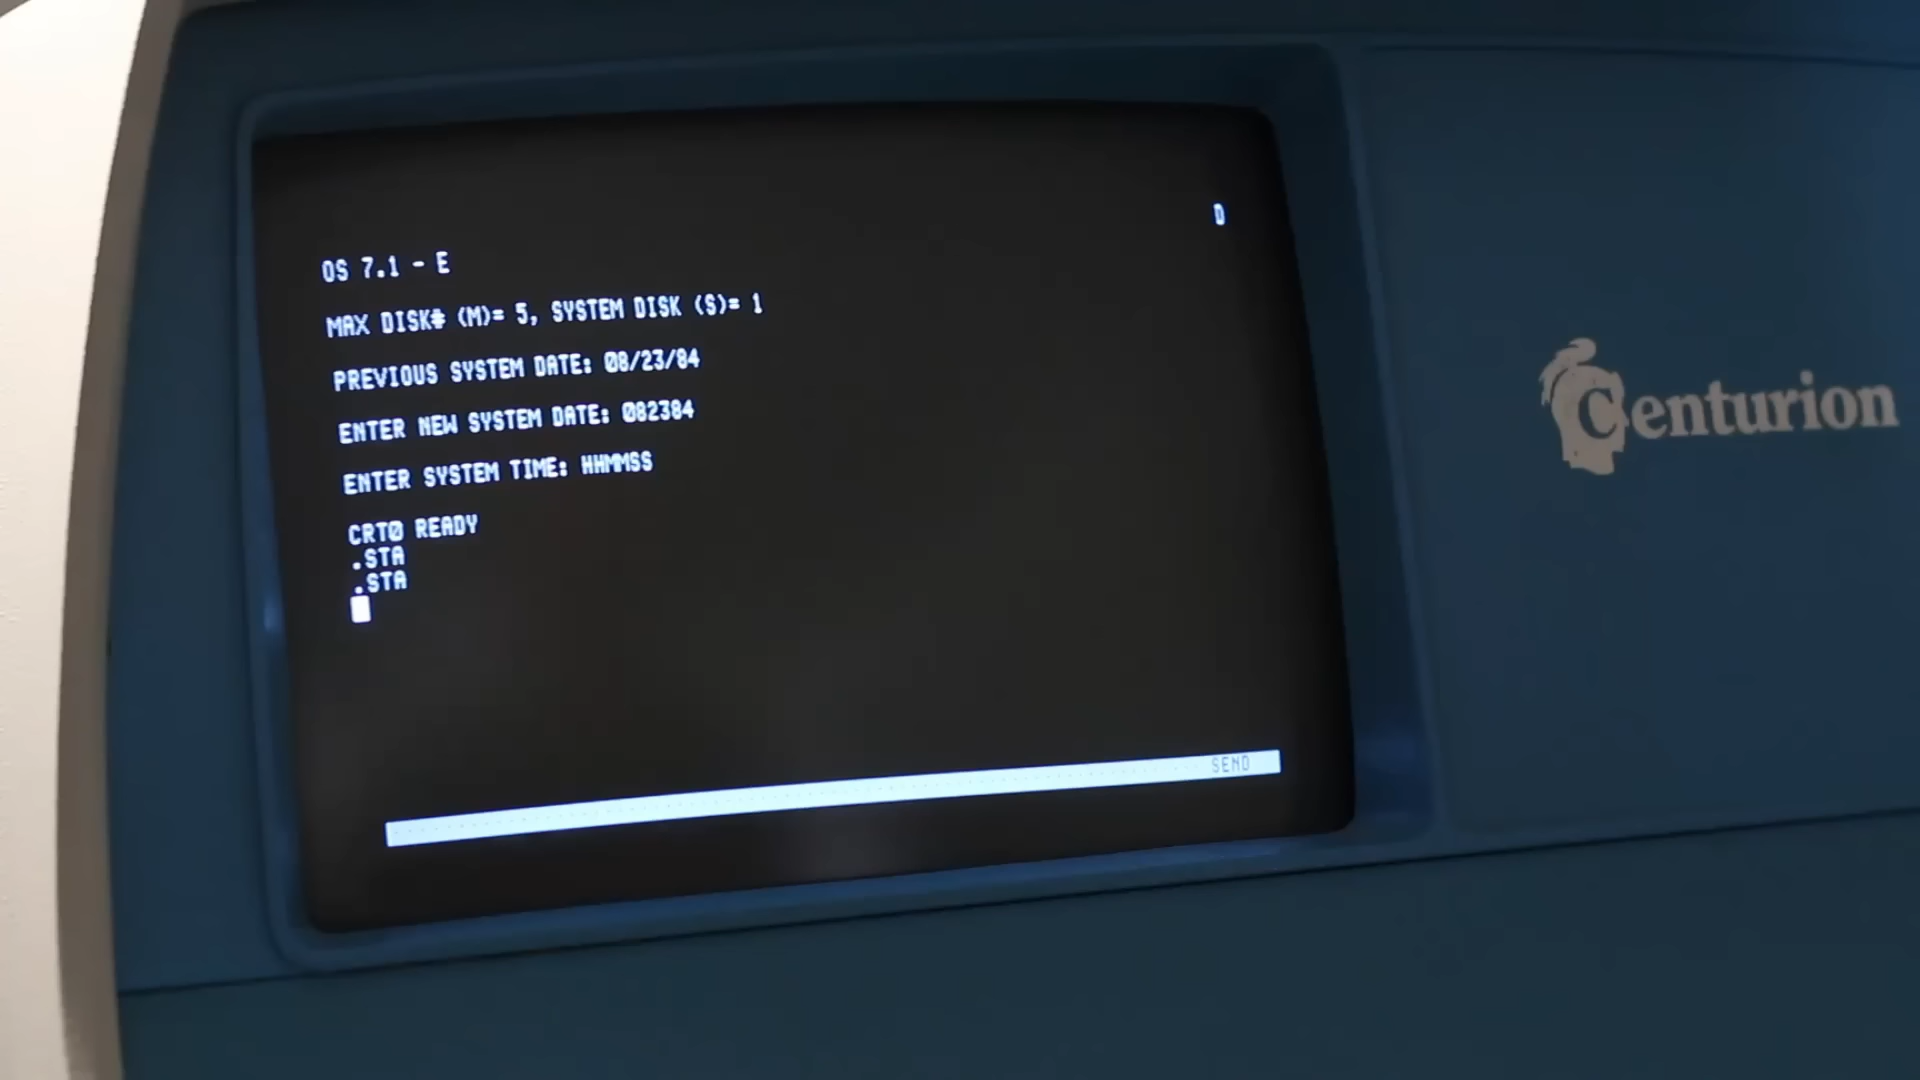 D
OS 7.1 - E
MAX DISK# (M)= 5, SYSTEM DISK (S)= 1
PREVIOUS SYSTEM DATE: 08/23/84
ENTER NEW SYSTEM DATE: 082384
ENTER SYSTEM TIME: HHMMSS
CRT0 READY
.STA
.STA
SEND
Centurion